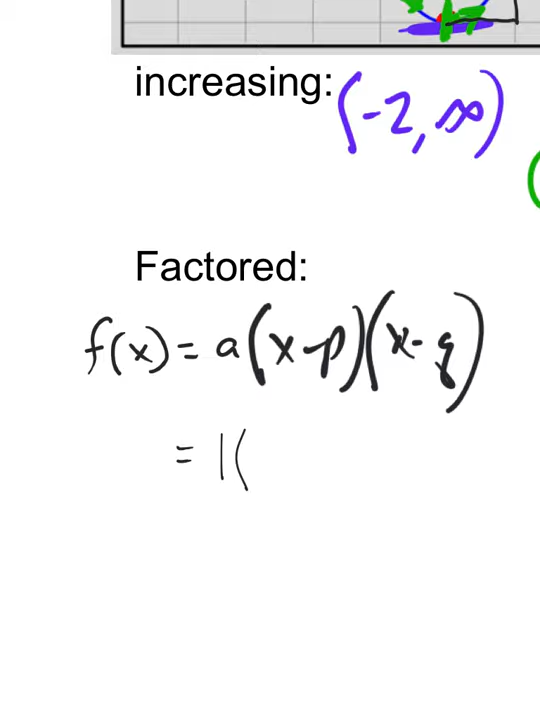 increasing: (-2, ∞)
Factored:
f(x) = a(x-p)(x-q)
= 1(